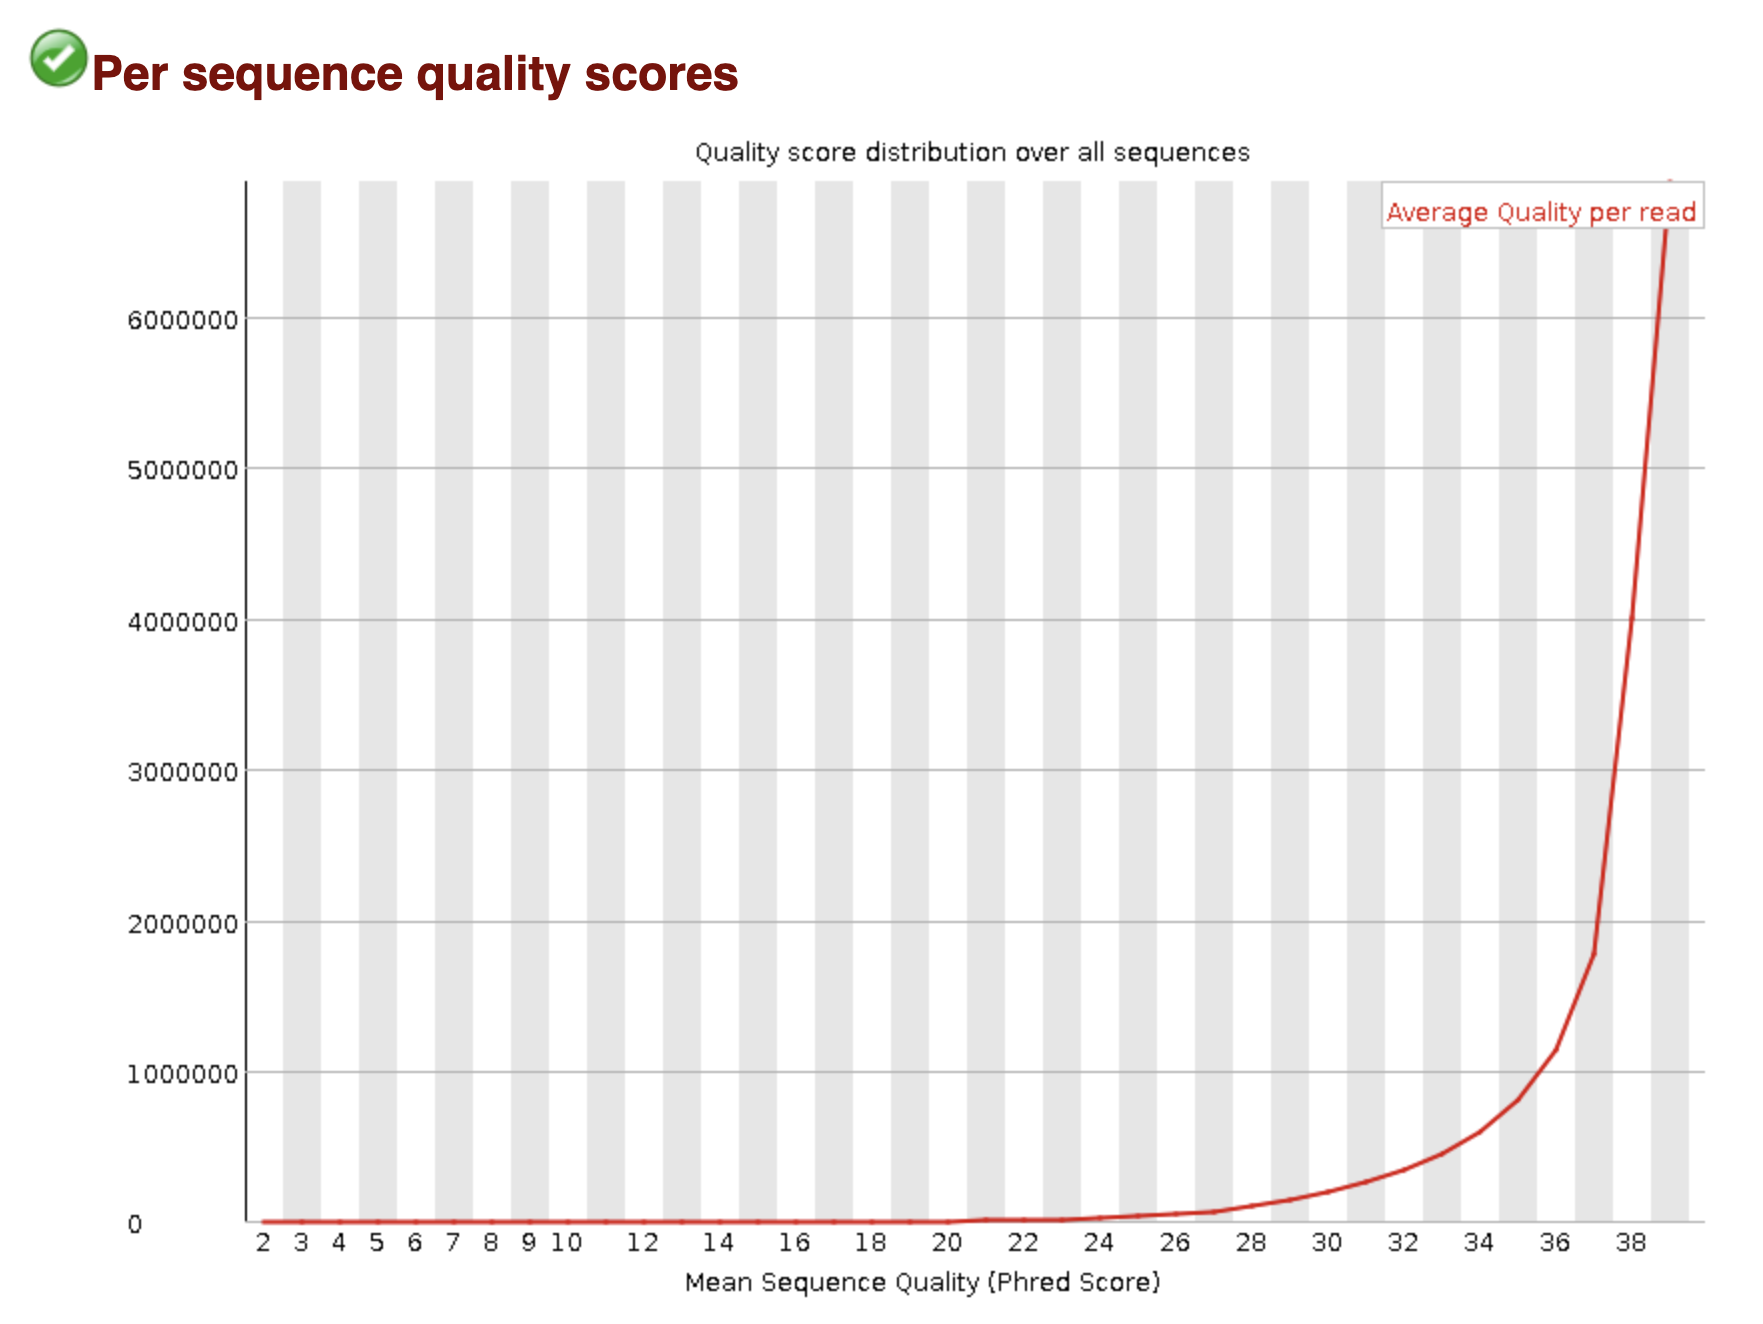 Per sequence quality scores
Quality score distribution over all sequences
Average Quality per read
6000000
5000000
4000000
3000000
2000000
1000000
0
2 3 4 5 6 7 8 9 10 12 14 16 18 20 22 24 26 28 30 32 34 36 38
Mean Sequence Quality (Phred Score)